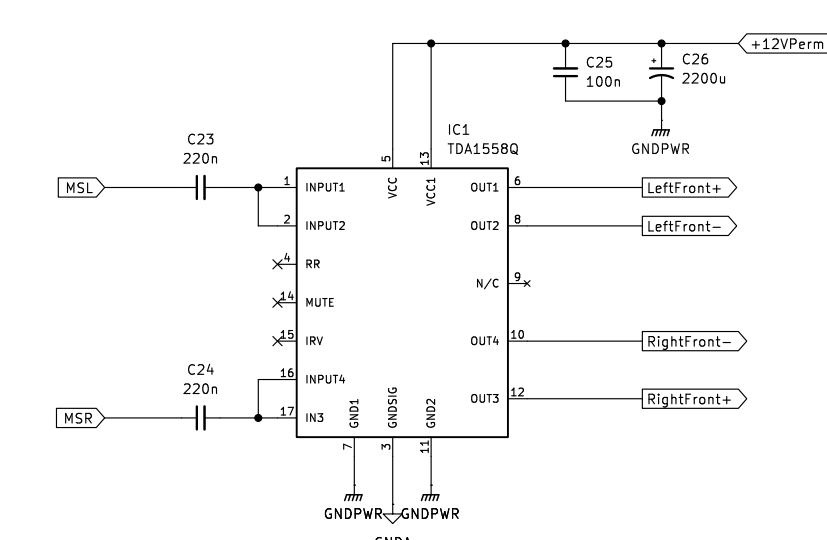 +12VPerm
C25
100n
C26
2200u
GNDPWR
IC1
TDA1558Q
C23
220n
MSL
5
13
VCC
VCC1
1
INPUT1
OUT1
6
LeftFront+
2
INPUT2
OUT2
8
LeftFront-
4
RR
N/C
9
14
MUTE
15
IRV
OUT4
10
RightFront-
C24
220n
16
INPUT4
OUT3
12
RightFront+
MSR
17
IN3
GND1
GNDSIG
GND2
7
3
11
GNDPWR
GNDPWR
GNDA